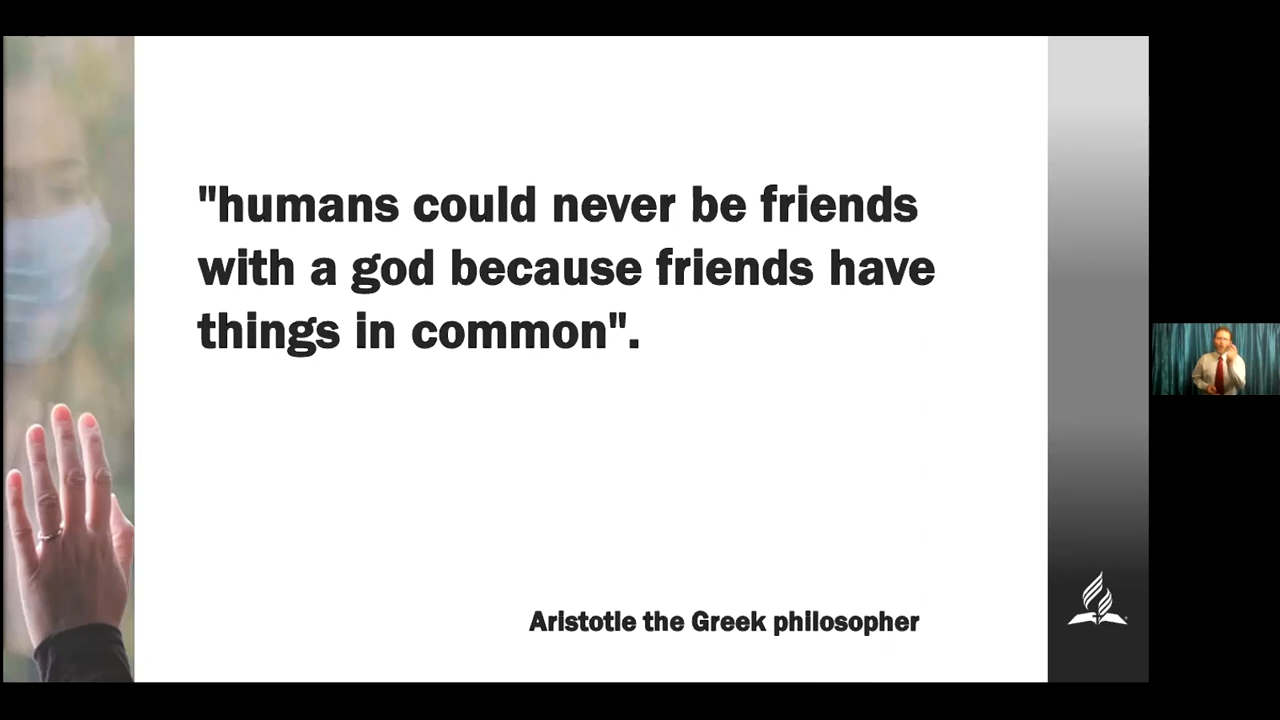 "humans could never be friends
with a god because friends have
things in common".
Aristotle the Greek philosopher